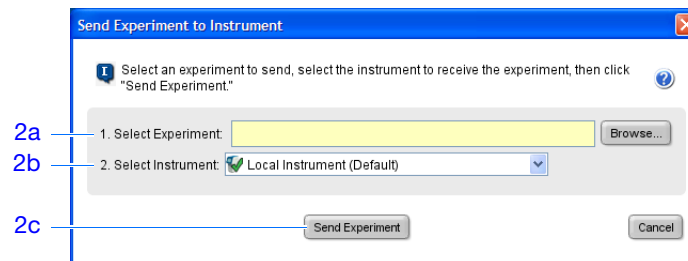 Send Experiment to Instrument
Select an experiment to send, select the instrument to receive the experiment, then click
"Send Experiment."
2a 1. Select Experiment: Browse...
2b 2. Select Instrument: Local Instrument (Default)
2c Send Experiment Cancel